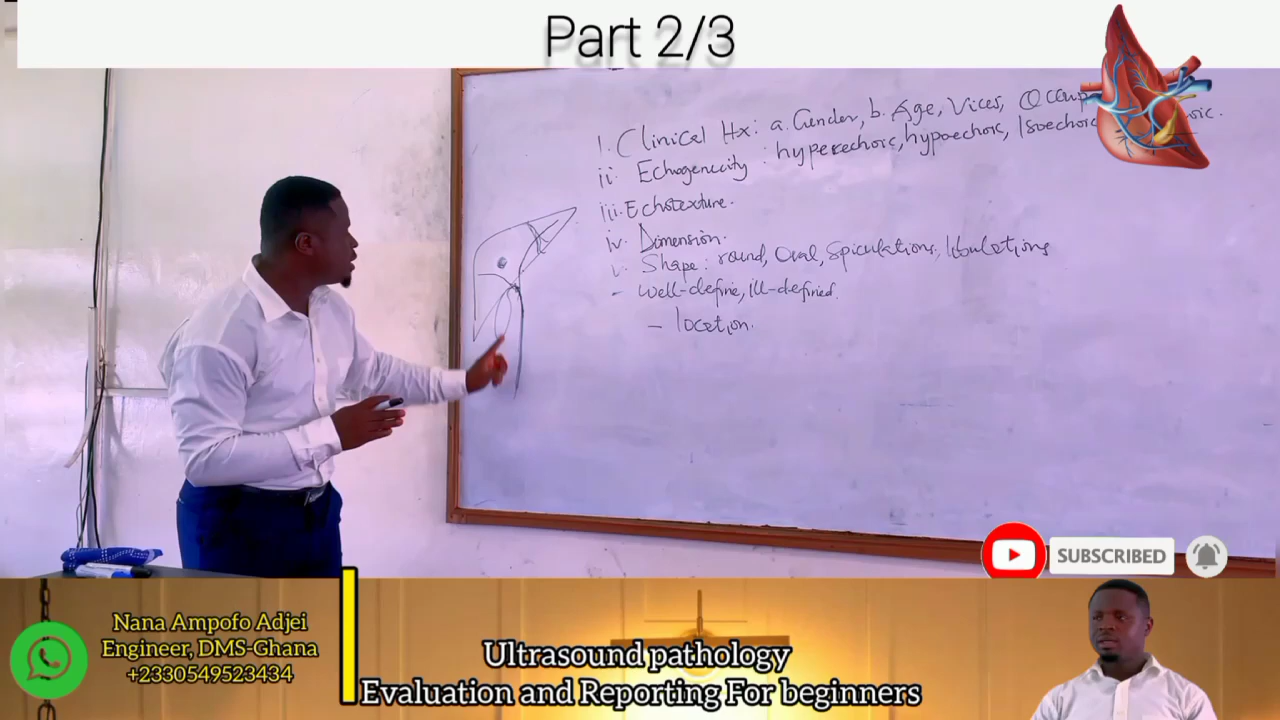 Part 2/3
1. Clinical Hx: a. Gender, b. Age, Vices, Occup
ii. Echogenicity : hyperechoic, hypoechoic, Isoechoic
iii. Echotexture.
iv. Dimension.
v. Shape: round, Oval, Spiculations, lobulations
- Well-define, ill-defined.
- location.
SUBSCRIBED
Nana Ampofo Adjei
Engineer, DMS-Ghana
+2330549523434
Ultrasound pathology
Evaluation and Reporting For beginners